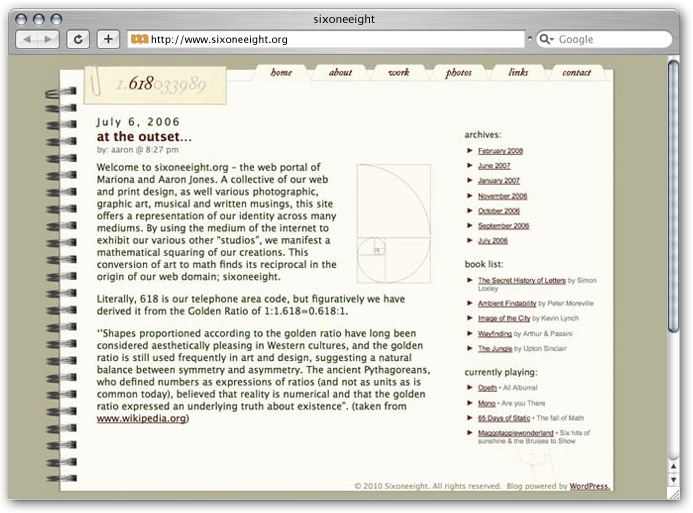 sixoneeight
http://www.sixoneeight.org
Google
1.618033989
home about work photos links contact
July 6, 2006
at the outset...
by: aaron @ 8:27 pm
Welcome to sixoneeight.org – the web portal of
Mariona and Aaron Jones. A collective of our web
and print design, as well various photographic,
graphic art, musical and written musings, this site
offers a representation of our identity across many
mediums. By using the medium of the internet to
exhibit our various other "studios", we manifest a
mathematical squaring of our creations. This
conversion of art to math finds its reciprocal in the
origin of our web domain; sixoneeight.
Literally, 618 is our telephone area code, but figuratively we have
derived it from the Golden Ratio of 1:1.618=0.618:1.
"Shapes proportioned according to the golden ratio have long been
considered aesthetically pleasing in Western cultures, and the golden
ratio is still used frequently in art and design, suggesting a natural
balance between symmetry and asymmetry. The ancient Pythagoreans,
who defined numbers as expressions of ratios (and not as units as is
common today), believed that reality is numerical and that the golden
ratio expressed an underlying truth about existence". (taken from
www.wikipedia.org)
archives:
February 2008
June 2007
January 2007
November 2006
October 2006
September 2006
July 2006
book list:
The Secret History of Letters by Simon
Loxley
Ambient Findability by Peter Moreville
Image of the City by Kevin Lynch
Wayfinding by Arthur & Passini
The Jungle by Upton Sinclair
currently playing:
Opeth • All Albums!
Mono • Are you There
65 Days of Static • The fall of Math
Maggotapplewonderland • Six hits of
sunshine & the Bruises to Show
© 2010 Sixoneeight. All rights reserved. Blog powered by WordPress.